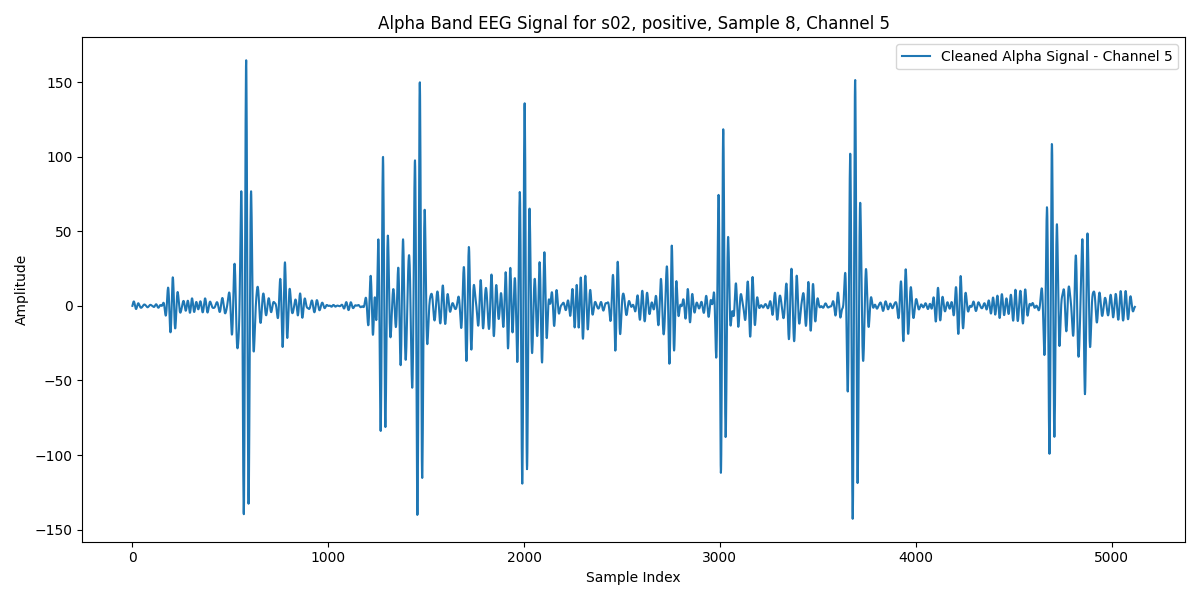 Alpha Band EEG Signal for s02, positive, Sample 8, Channel 5
Cleaned Alpha Signal - Channel 5
150
100
50
0
−50
−100
−150
Amplitude
0 1000 2000 3000 4000 5000
Sample Index